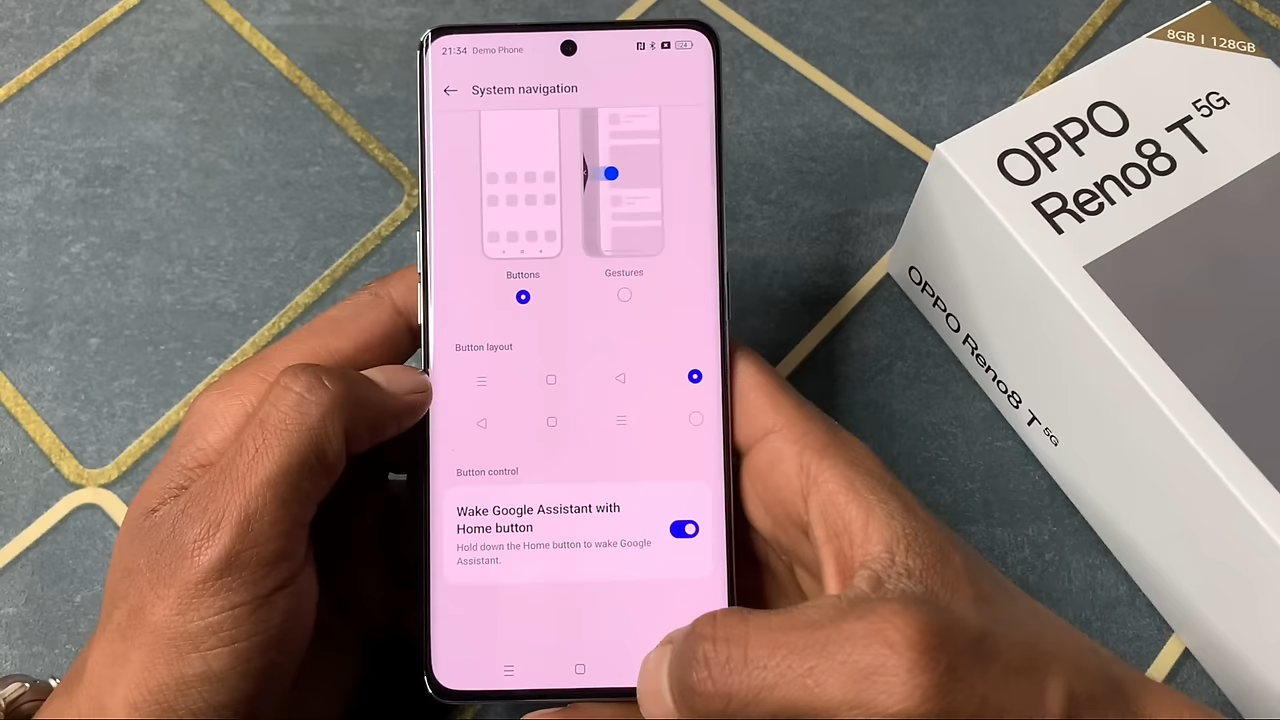 21:34 Demo Phone
24
System navigation
Buttons
Gestures
Button layout
Button control
Wake Google Assistant with
Home button
Hold down the Home button to wake Google
Assistant.
8GB | 128GB
OPPO
Reno8 T 5G
OPPO Reno8 T 5G